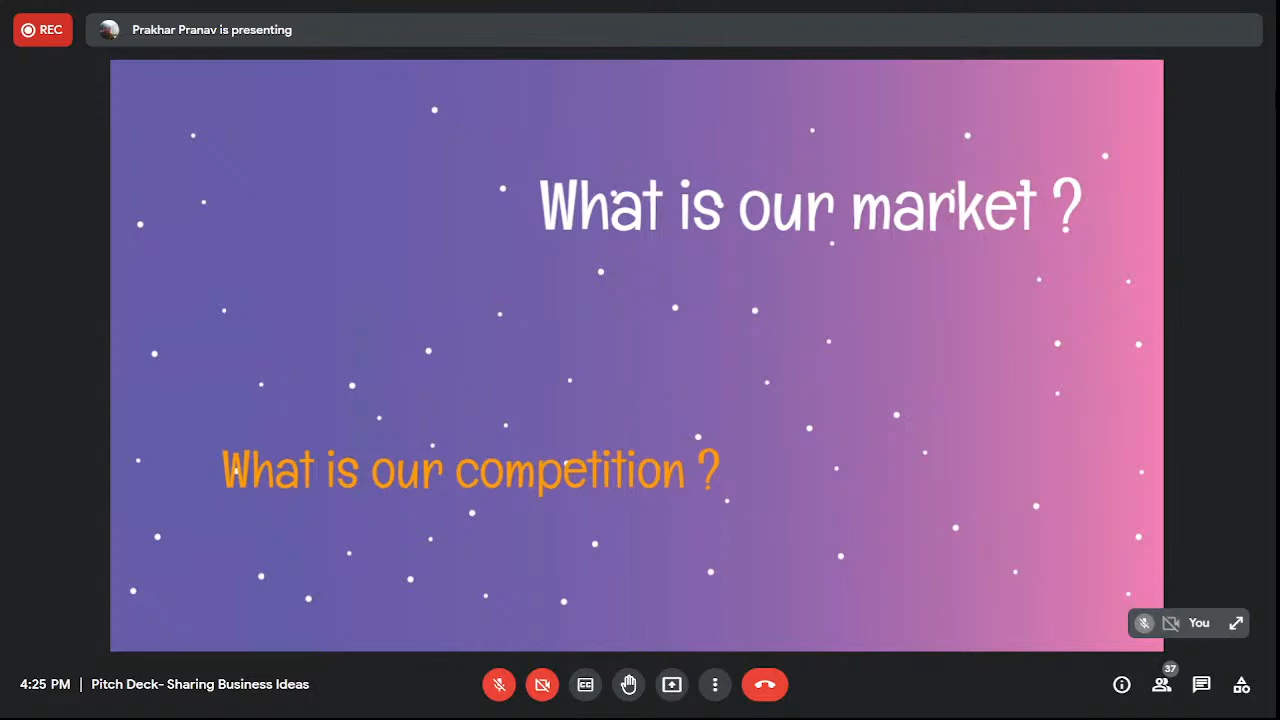 REC
Prakhar Pranav is presenting
What is our market ?
What is our competition ?
You
37
4:25 PM | Pitch Deck- Sharing Business Ideas